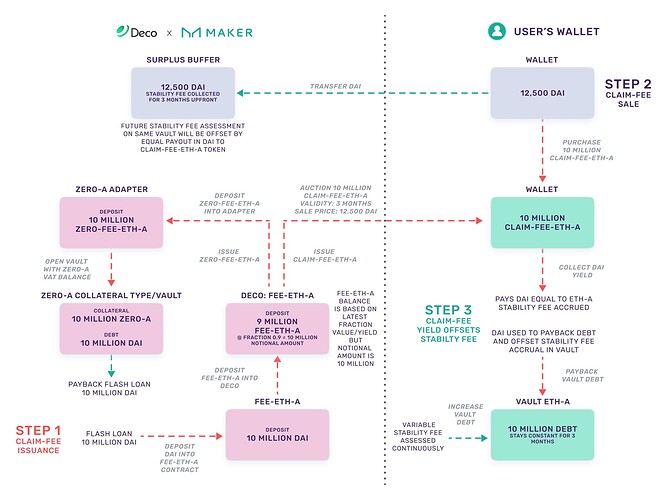 Deco x MAKER
USER'S WALLET
SURPLUS BUFFER
12,500 DAI
STABILITY FEE COLLECTED
FOR 3 MONTHS UPFRONT
FUTURE STABILITY FEE ASSESSMENT
ON SAME VAULT WILL BE OFFSET BY
EQUAL PAYOUT IN DAI TO
CLAIM-FEE-ETH-A TOKEN
TRANSFER DAI
WALLET
12,500 DAI
STEP 2
CLAIM-FEE
SALE
PURCHASE
10 MILLION
CLAIM-FEE-ETH-A
ZERO-A ADAPTER
DEPOSIT
10 MILLION
ZERO-FEE-ETH-A
DEPOSIT
ZERO-FEE-ETH-A
INTO ADAPTER
AUCTION 10 MILLION
CLAIM-FEE-ETH-A
VALIDITY: 3 MONTHS
SALE PRICE: 12,500 DAI
WALLET
10 MILLION
CLAIM-FEE-ETH-A
OPEN VAULT
WITH ZERO-A
VAT BALANCE
ISSUE
ZERO-FEE-ETH-A
ISSUE
CLAIM-FEE-ETH-A
COLLECT DAI
YIELD
ZERO-A COLLATERAL TYPE/VAULT
COLLATERAL
10 MILLION ZERO-A
DEBT
10 MILLION DAI
DECO: FEE-ETH-A
DEPOSIT
9 MILLION
FEE-ETH-A
@ FRACTION 0.9 = 10 MILLION
NOTIONAL AMOUNT
FEE-ETH-A
BALANCE
IS BASED ON
LATEST
FRACTION
VALUE/YIELD
BUT
NOTIONAL
AMOUNT IS
10 MILLION
STEP 3
CLAIM-FEE
YIELD OFFSETS
STABILTY FEE
PAYS DAI EQUAL TO ETH-A
STABILITY FEE ACCRUED
DAI USED TO PAYBACK DEBT
AND OFFSET STABILITY FEE
ACCRUAL IN VAULT
PAYBACK FLASH LOAN
10 MILLION DAI
DEPOSIT
FEE-ETH-A INTO
DECO
PAYBACK
VAULT DEBT
STEP 1
CLAIM-FEE
ISSUANCE
FLASH LOAN
10 MILLION DAI
DEPOSIT
DAI INTO
FEE-ETH-A
CONTRACT
FEE-ETH-A
DEPOSIT
10 MILLION DAI
VARIABLE
STABILITY FEE
ASSESSED
CONTINUOUSLY
INCREASE
VAULT
DEBT
VAULT ETH-A
10 MILLION DEBT
STAYS CONSTANT FOR 3
MONTHS